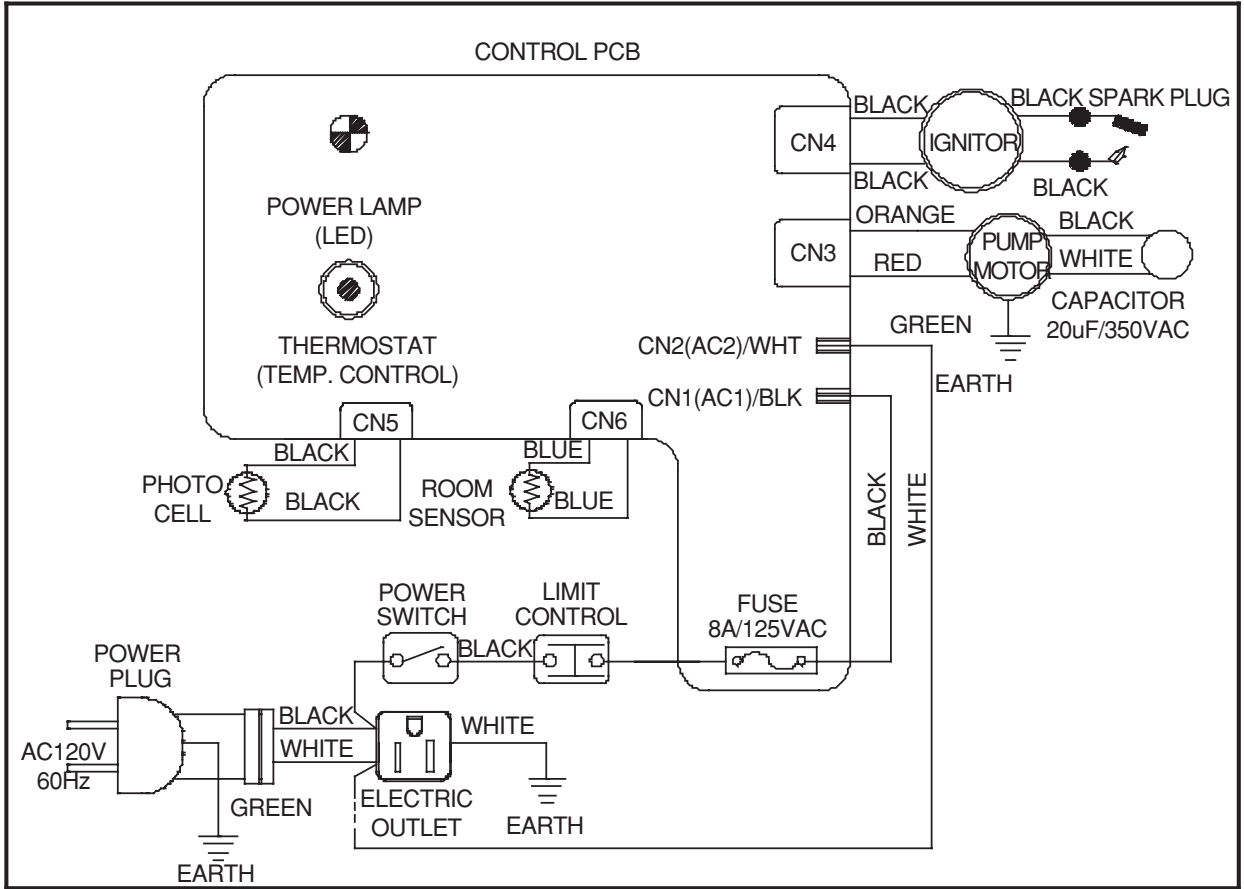 CONTROL PCB
BLACK
BLACK SPARK PLUG
CN4
IGNITOR
BLACK
BLACK
POWER LAMP
(LED)
ORANGE
BLACK
CN3
PUMP
MOTOR
RED
WHITE
CAPACITOR
20uF/350VAC
GREEN
EARTH
THERMOSTAT
(TEMP. CONTROL)
CN2(AC2)/WHT
CN1(AC1)/BLK
CN5
CN6
BLACK
BLUE
PHOTO
CELL
BLACK
ROOM
SENSOR
BLUE
BLACK
WHITE
POWER
SWITCH
BLACK
LIMIT
CONTROL
FUSE
8A/125VAC
POWER
PLUG
AC120V
60Hz
BLACK
WHITE
WHITE
GREEN
ELECTRIC
OUTLET
EARTH
EARTH